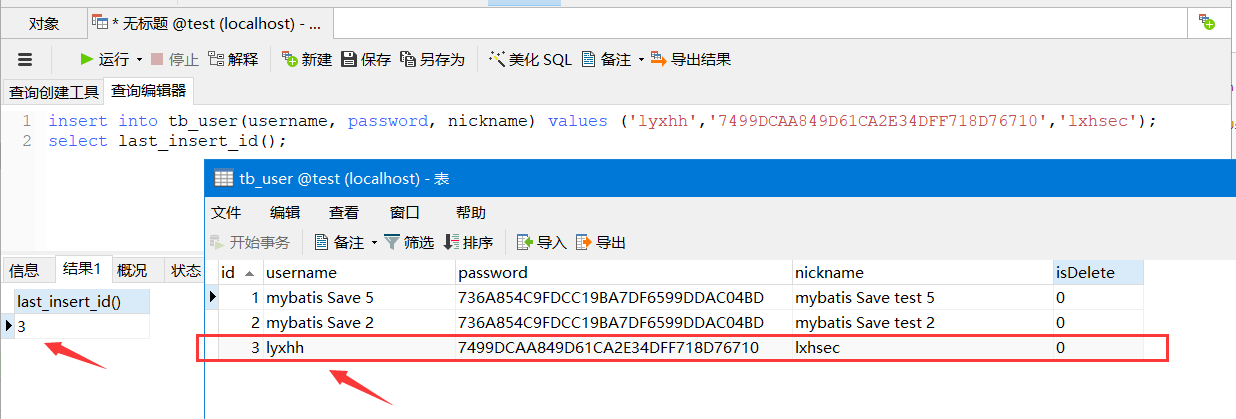 对象 * 无标题 @test (localhost) - ...
运行 停止 解释 新建 保存 另存为 美化 SQL 备注 导出结果
查询创建工具 查询编辑器
1 insert into tb_user(username, password, nickname) values ('lyxhh','7499DCAA849D61CA2E34DFF718D76710','lxhsec');
2 select last_insert_id();
tb_user @test (localhost) - 表
文件 编辑 查看 窗口 帮助
开始事务 备注 筛选 排序 导入 导出
信息 结果1 概况 状态
last_insert_id()
3
id username password nickname isDelete
1 mybatis Save 5 736A854C9FDCC19BA7DF6599DDAC04BD mybatis Save test 5 0
2 mybatis Save 2 736A854C9FDCC19BA7DF6599DDAC04BD mybatis Save test 2 0
3 lyxhh 7499DCAA849D61CA2E34DFF718D76710 lxhsec 0